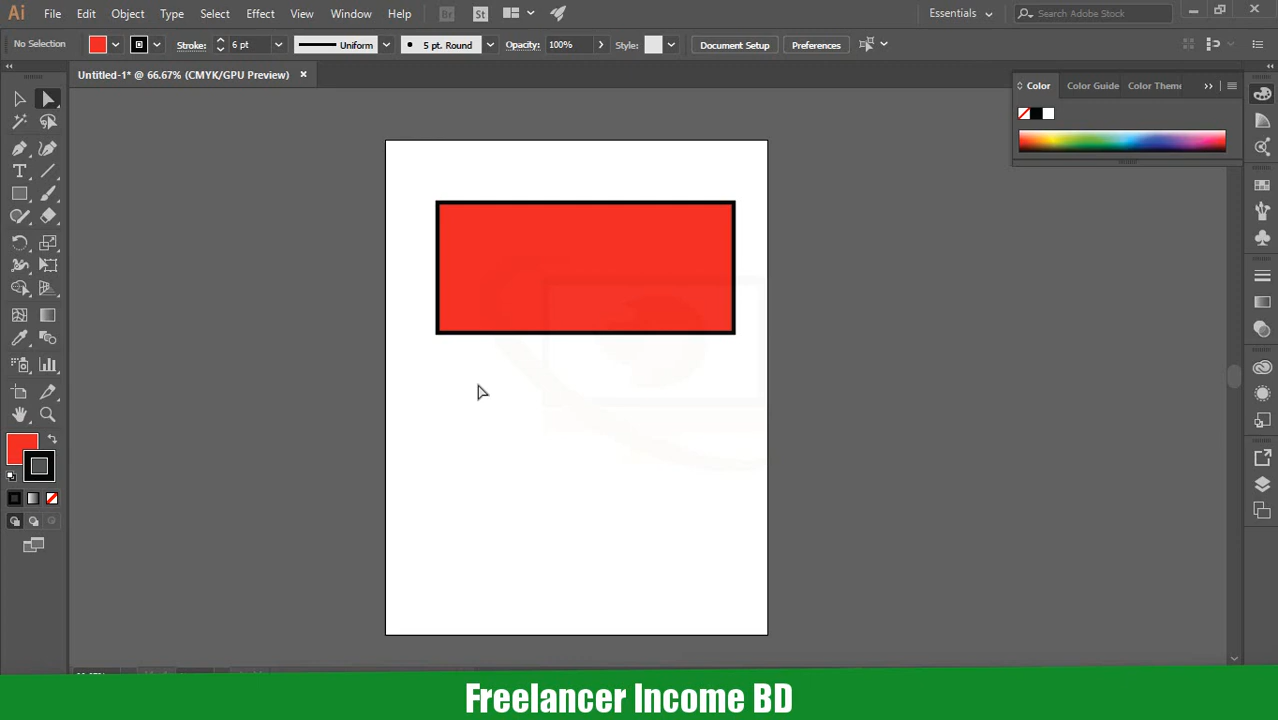 Ai File Edit Object Type Select Effect View Window Help Br St Essentials Search Adobe Stock
No Selection Stroke: 6 pt Uniform 5 pt. Round Opacity: 100% Style: Document Setup Preferences
Untitled-1* @ 66.67% (CMYK/GPU Preview)
Color Color Guide Color Theme
Freelancer Income BD